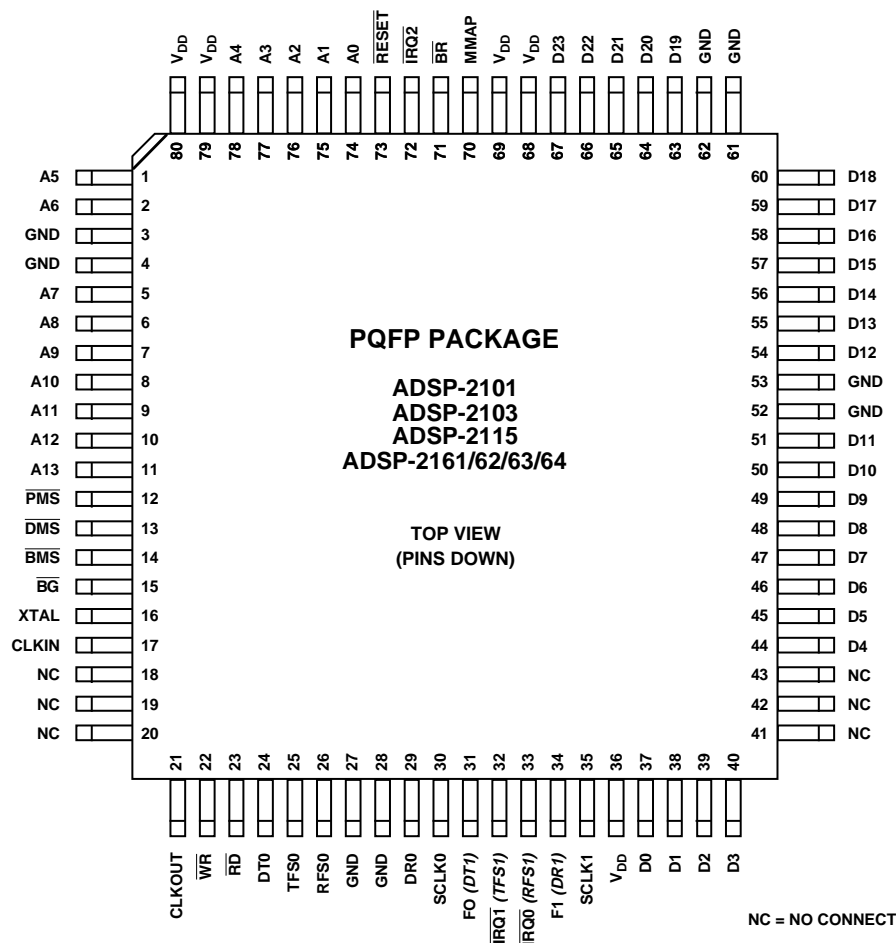 V_DD V_DD A4 A3 A2 A1 A0 RESET IRQ2 BR MMAP V_DD V_DD D23 D22 D21 D20 D19 GND GND
80 79 78 77 76 75 74 73 72 71 70 69 68 67 66 65 64 63 62 61
A5 1 60 D18
A6 2 59 D17
GND 3 58 D16
GND 4 57 D15
A7 5 56 D14
A8 6 55 D13
A9 7 54 D12
A10 8 53 GND
A11 9 52 GND
A12 10 51 D11
A13 11 50 D10
PMS 12 49 D9
DMS 13 48 D8
BMS 14 47 D7
BG 15 46 D6
XTAL 16 45 D5
CLKIN 17 44 D4
NC 18 43 NC
NC 19 42 NC
NC 20 41 NC
PQFP PACKAGE
ADSP-2101
ADSP-2103
ADSP-2115
ADSP-2161/62/63/64
TOP VIEW
(PINS DOWN)
21 22 23 24 25 26 27 28 29 30 31 32 33 34 35 36 37 38 39 40
CLKOUT WR RD DT0 TFS0 RFS0 GND GND DR0 SCLK0 FO (DT1) IRQ1 (TFS1) IRQ0 (RFS1) F1 (DR1) SCLK1 V_DD D0 D1 D2 D3
NC = NO CONNECT